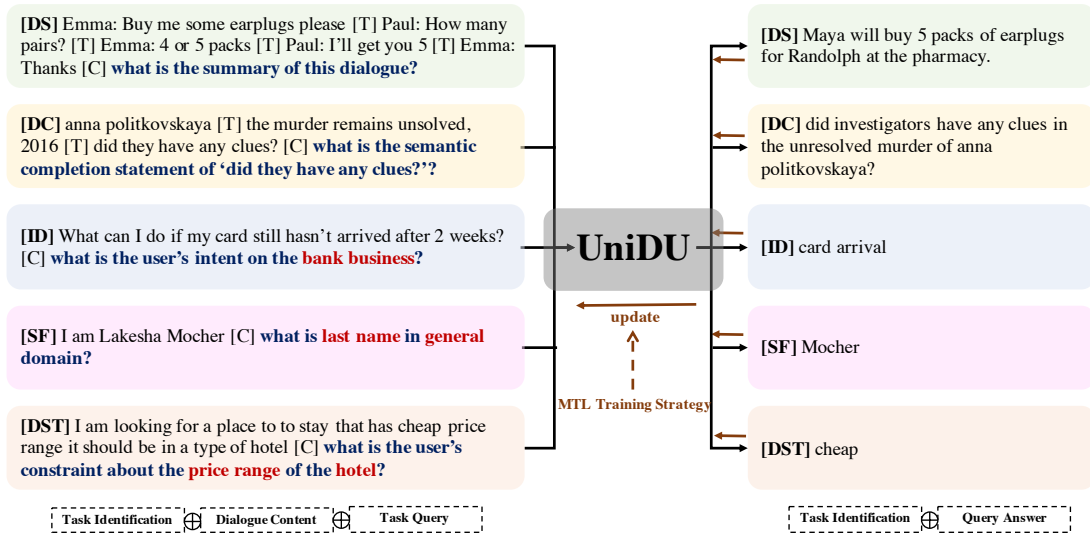 [DS] Emma: Buy me some earplugs please [T] Paul: How many
pairs? [T] Emma: 4 or 5 packs [T] Paul: I'll get you 5 [T] Emma:
Thanks [C] what is the summary of this dialogue?
[DC] anna politkovskaya [T] the murder remains unsolved,
2016 [T] did they have any clues? [C] what is the semantic
completion statement of 'did they have any clues?'?
[ID] What can I do if my card still hasn't arrived after 2 weeks?
[C] what is the user's intent on the bank business?
[SF] I am Lakesha Mocher [C] what is last name in general
domain?
[DST] I am looking for a place to to stay that has cheap price
range it should be in a type of hotel [C] what is the user's
constraint about the price range of the hotel?
Task Identification ⊕ Dialogue Content ⊕ Task Query
UniDU
update
MTL Training Strategy
[DS] Maya will buy 5 packs of earplugs
for Randolph at the pharmacy.
[DC] did investigators have any clues in
the unresolved murder of anna
politkovskaya?
[ID] card arrival
[SF] Mocher
[DST] cheap
Task Identification ⊕ Query Answer